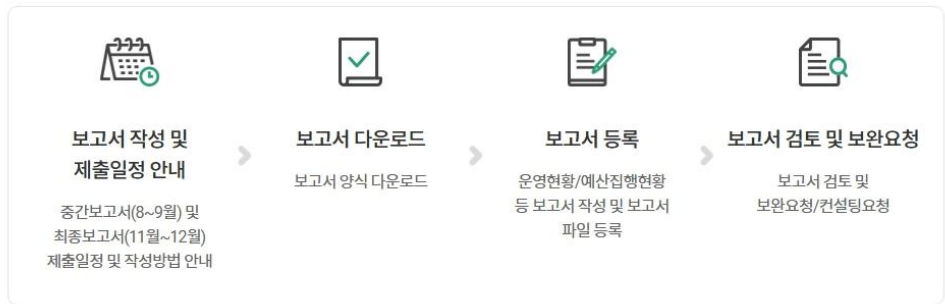 보고서 작성 및
제출일정 안내
중간보고서(8~9월) 및
최종보고서(11월~12월)
제출일정 및 작성방법 안내
보고서 다운로드
보고서 양식 다운로드
보고서 등록
운영현황/예산집행현황
등 보고서 작성 및 보고서
파일 등록
보고서 검토 및 보완요청
보고서 검토 및
보완요청/컨설팅요청